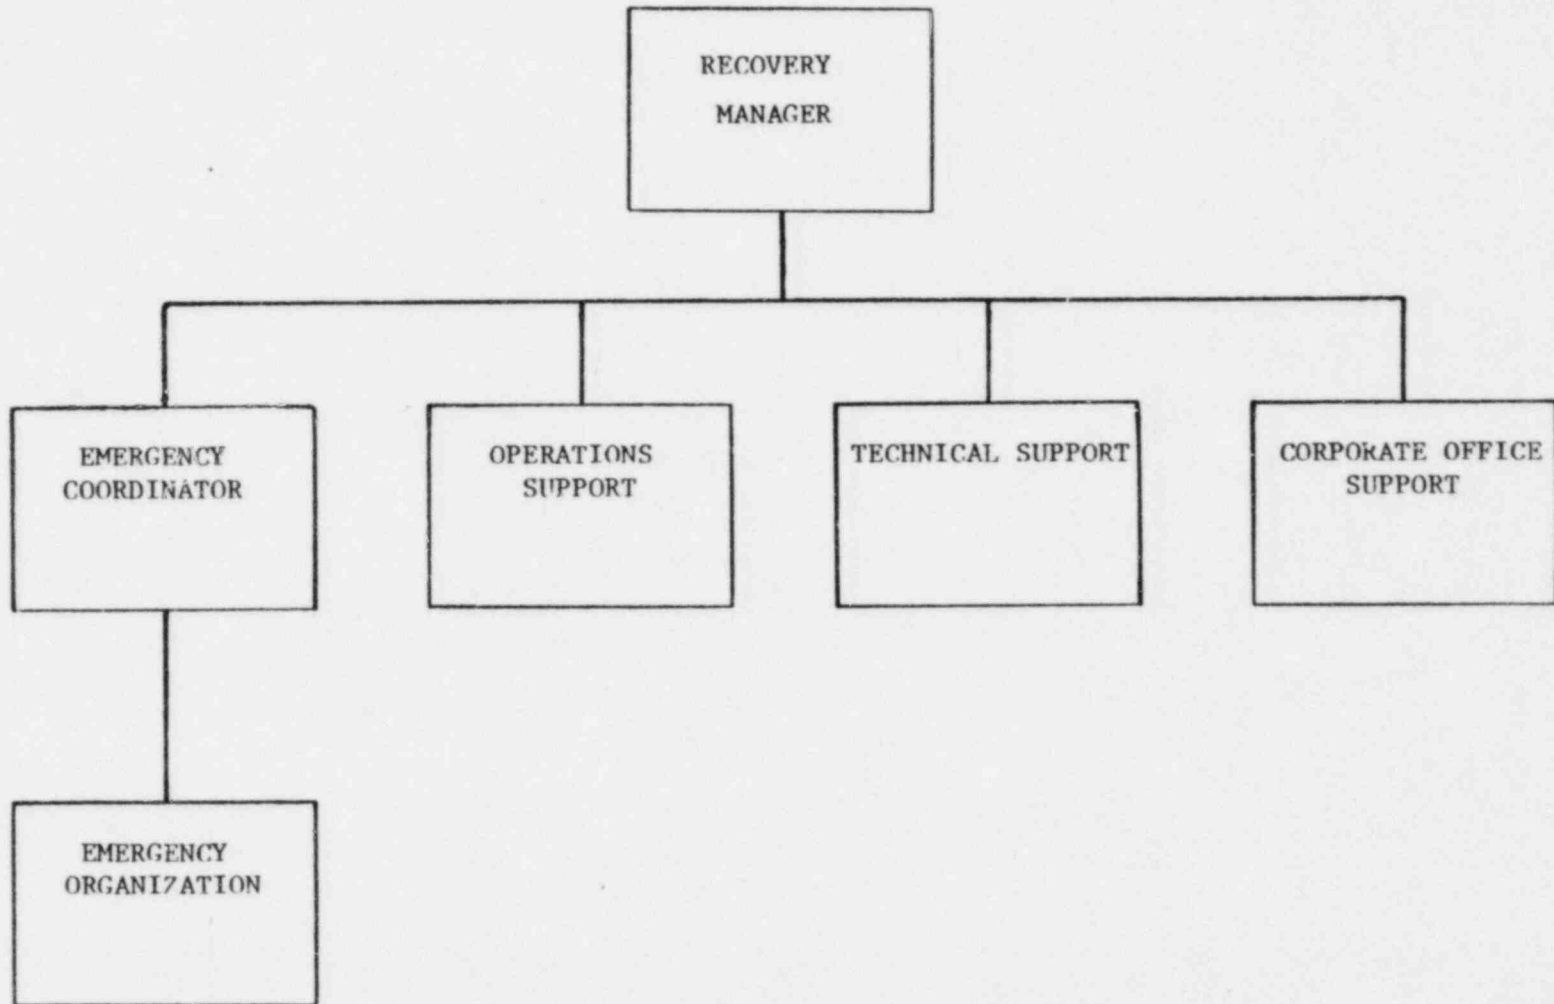 RECOVERY
MANAGER
EMERGENCY
COORDINATOR
OPERATIONS
SUPPORT
TECHNICAL SUPPORT
CORPORATE OFFICE
SUPPORT
EMERGENCY
ORGANIZATION